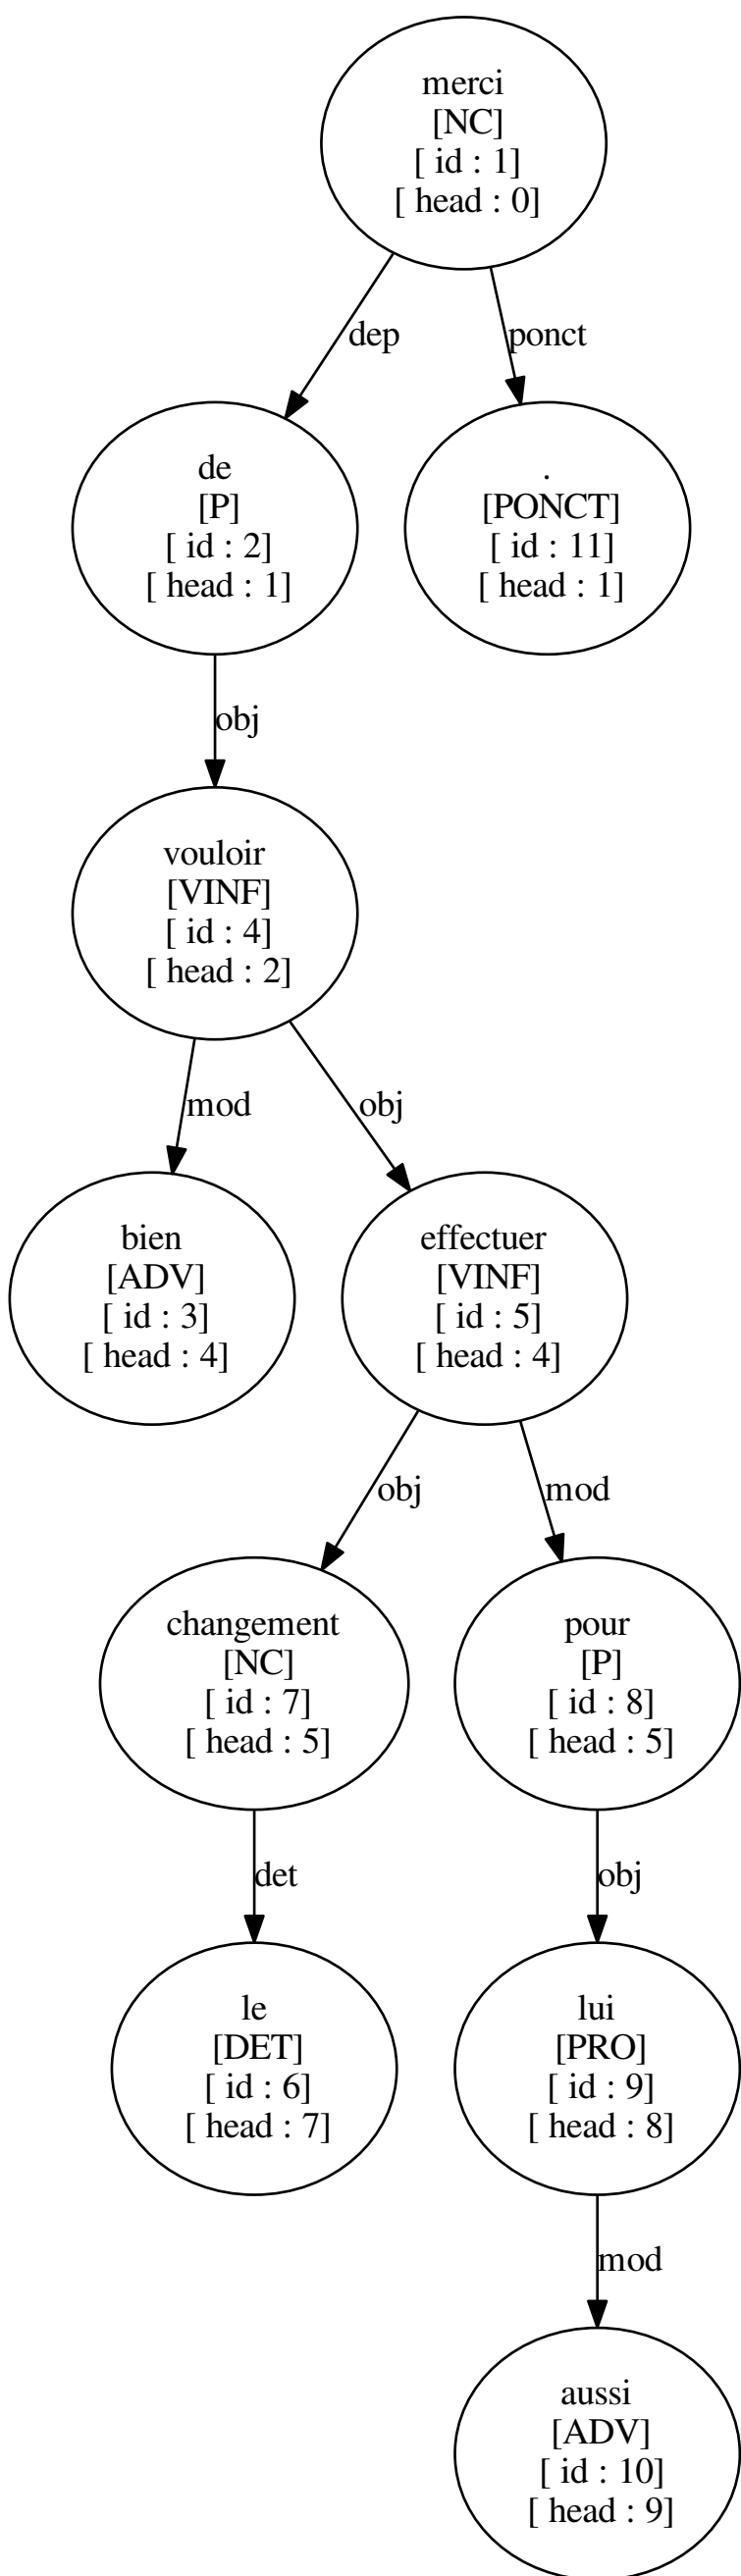 merci
[NC]
[ id : 1]
[ head : 0]
dep
ponct
de
[P]
[ id : 2]
[ head : 1]
.
[PONCT]
[ id : 11]
[ head : 1]
obj
vouloir
[VINF]
[ id : 4]
[ head : 2]
mod
obj
bien
[ADV]
[ id : 3]
[ head : 4]
effectuer
[VINF]
[ id : 5]
[ head : 4]
obj
mod
changement
[NC]
[ id : 7]
[ head : 5]
pour
[P]
[ id : 8]
[ head : 5]
det
obj
le
[DET]
[ id : 6]
[ head : 7]
lui
[PRO]
[ id : 9]
[ head : 8]
mod
aussi
[ADV]
[ id : 10]
[ head : 9]